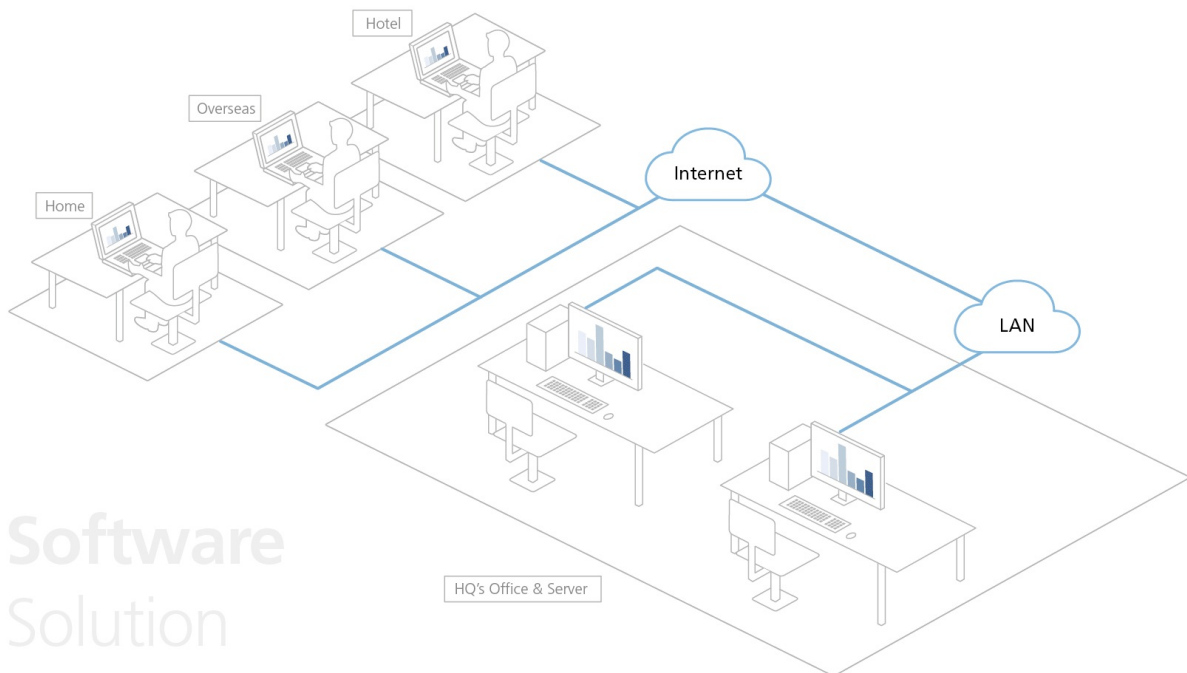 Hotel
Overseas
Home
Internet
LAN
HQ's Office & Server
Software
Solution